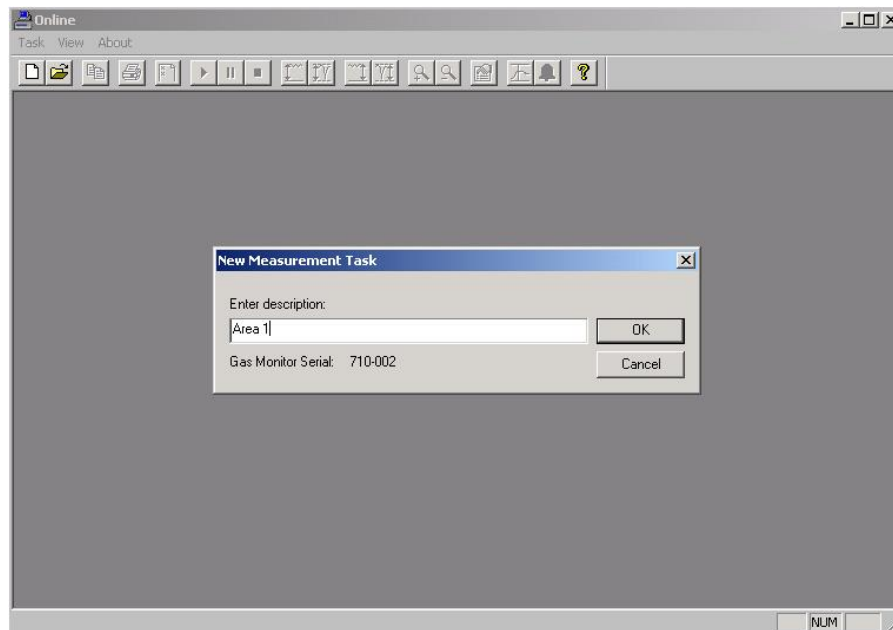 Online
Task View About
New Measurement Task
Enter description:
Area 1
OK
Gas Monitor Serial: 710-002
Cancel
NUM